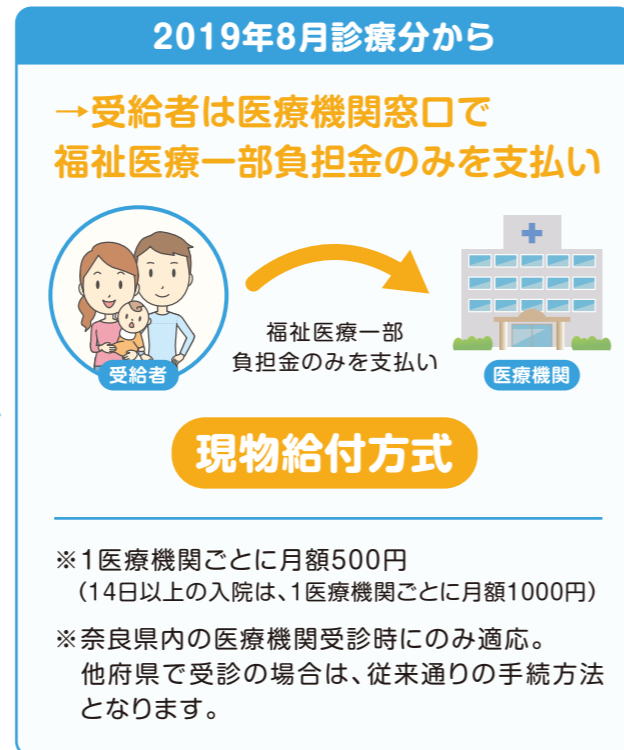 2019年8月診療分から
→受給者は医療機関窓口で
福祉医療一部負担金のみを支払い
福祉医療一部
負担金のみを支払い
受給者
医療機関
現物給付方式
※1医療機関ごとに月額500円
（14日以上の入院は、1医療機関ごとに月額1000円）
※奈良県内の医療機関受診時にのみ適応。
他府県で受診の場合は、従来通りの手続方法
となります。